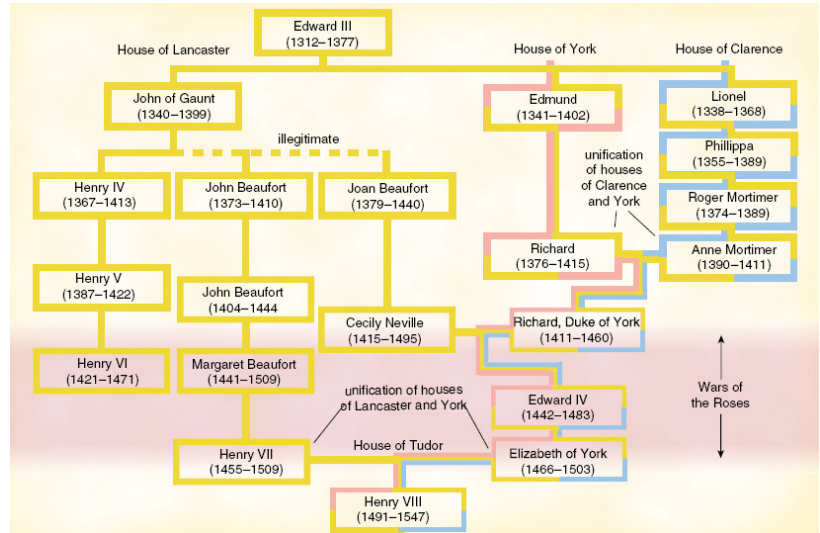 Edward III
(1312–1377)
House of Lancaster
House of York
House of Clarence
John of Gaunt
(1340–1399)
Edmund
(1341–1402)
Lionel
(1338–1368)
illegitimate
Phillippa
(1355–1389)
unification
of houses
of Clarence
and York
Henry IV
(1367–1413)
John Beaufort
(1373–1410)
Joan Beaufort
(1379–1440)
Roger Mortimer
(1374–1389)
Richard
(1376–1415)
Anne Mortimer
(1390–1411)
Henry V
(1387–1422)
John Beaufort
(1404–1444
Cecily Neville
(1415–1495)
Richard, Duke of York
(1411–1460)
Henry VI
(1421–1471)
Margaret Beaufort
(1441–1509)
unification of houses
of Lancaster and York
Edward IV
(1442–1483)
Wars of
the Roses
Henry VII
(1455–1509)
House of Tudor
Elizabeth of York
(1466–1503)
Henry VIII
(1491–1547)